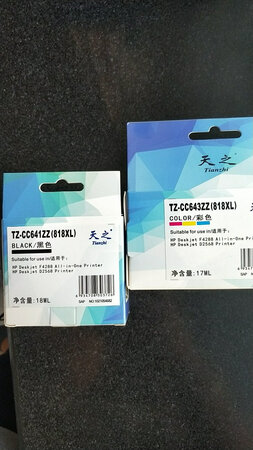 天之
Tianzhi
TZ-CC641ZZ(818XL)
BLACK/黑色
Suitable for use in/适用于:
HP Deskjet F4288 All-in-One Printer
HP Deskjet D2568 Printer
净含量: 18ML
天之
Tianzhi
TZ-CC643ZZ(818XL)
COLOR/彩色
Suitable for use in/适用于:
HP Deskjet F4288 All-in-One Printer
HP Deskjet D2568 Printer
净含量: 17ML